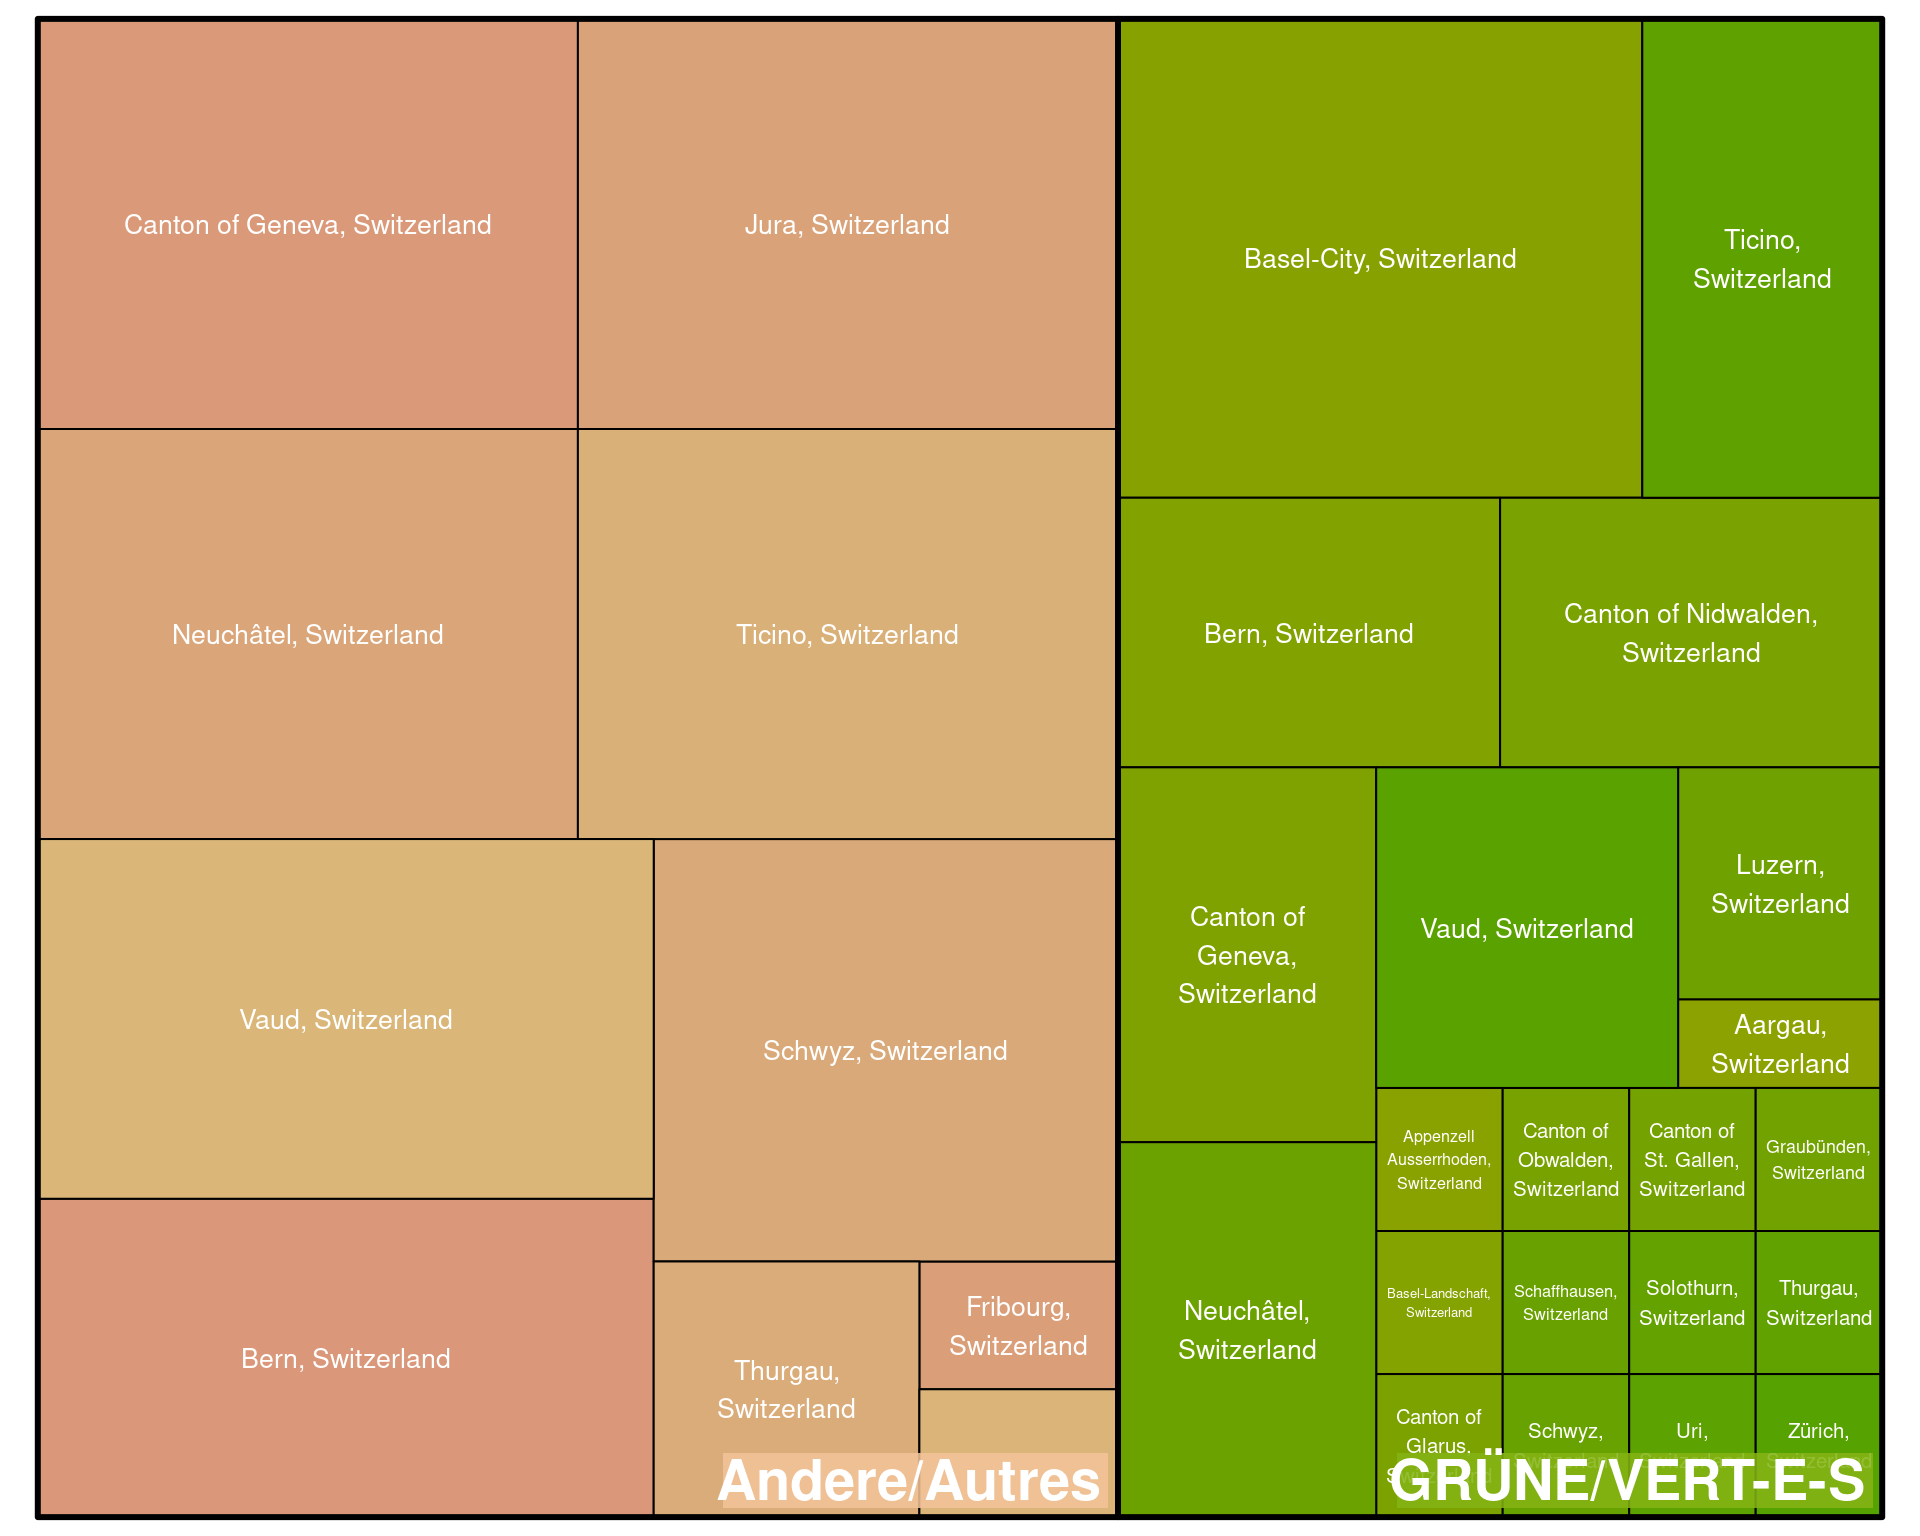 Canton of Geneva, Switzerland
Jura, Switzerland
Neuchâtel, Switzerland
Ticino, Switzerland
Vaud, Switzerland
Schwyz, Switzerland
Bern, Switzerland
Thurgau,
Switzerland
Fribourg,
Switzerland
Andere/Autres
Basel-City, Switzerland
Ticino,
Switzerland
Bern, Switzerland
Canton of Nidwalden,
Switzerland
Canton of
Geneva,
Switzerland
Vaud, Switzerland
Luzern,
Switzerland
Aargau,
Switzerland
Neuchâtel,
Switzerland
Appenzell
Ausserrhoden,
Switzerland
Canton of
Obwalden,
Switzerland
Canton of
St. Gallen,
Switzerland
Graubünden,
Switzerland
Basel-Landschaft,
Switzerland
Schaffhausen,
Switzerland
Solothurn,
Switzerland
Thurgau,
Switzerland
Canton of
Glarus,
Schwyz,
Switzerland
Uri,
Switzerland
Zürich,
Switzerland
GRÜNE/VERT-E-S